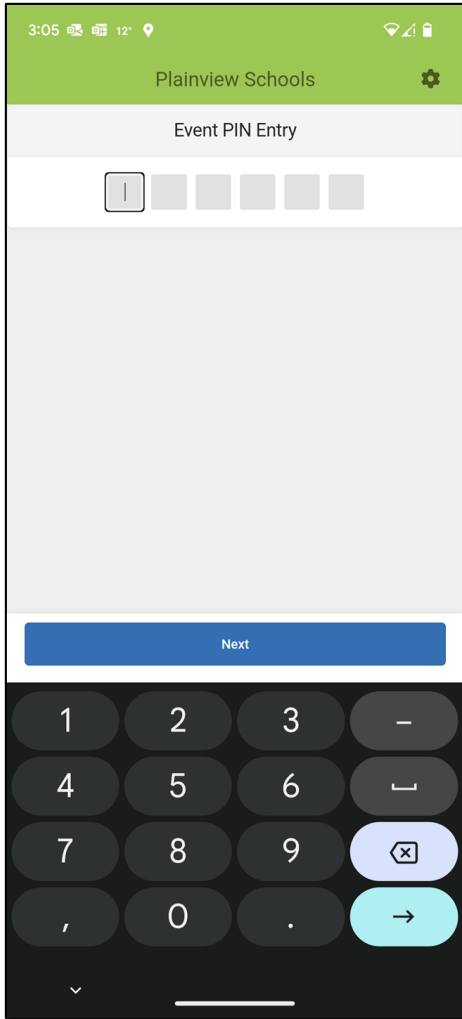 3:05 12°
Plainview Schools
Event PIN Entry
Next
1 2 3 –
4 5 6
7 8 9
, 0 .